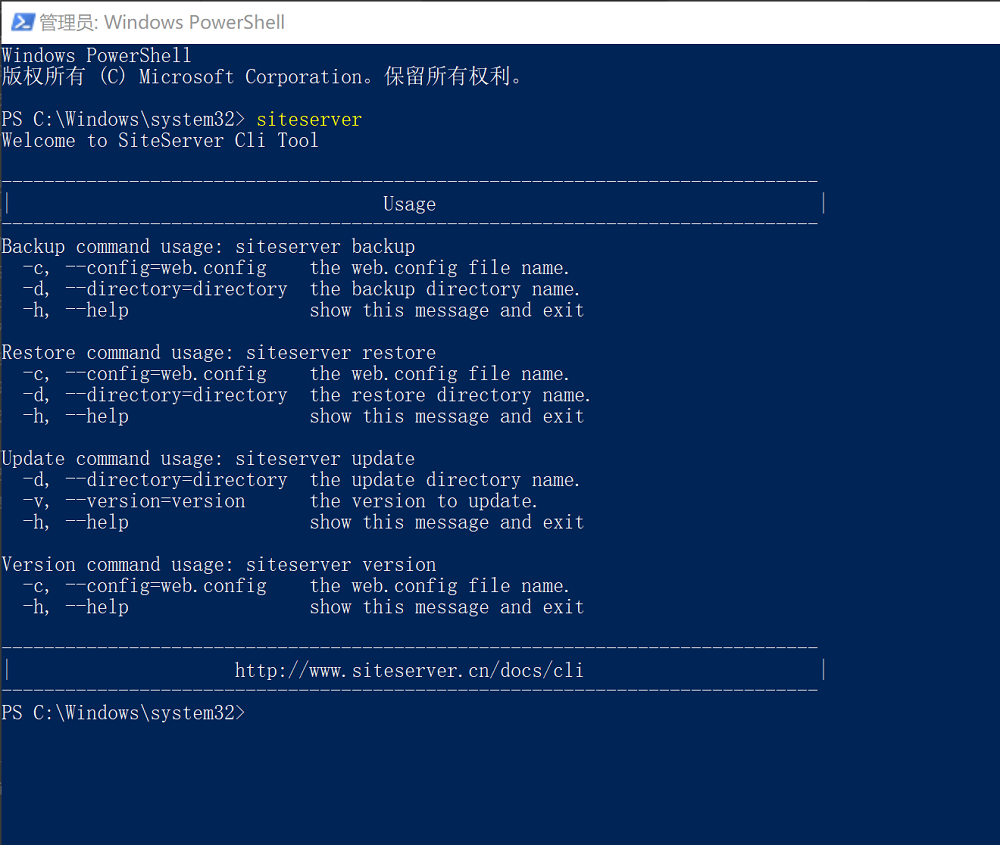 管理员: Windows PowerShell
Windows PowerShell
版权所有 (C) Microsoft Corporation。保留所有权利。
PS C:\Windows\system32> siteserver
Welcome to SiteServer Cli Tool
Usage
Backup command usage: siteserver backup
-c, --config=web.config the web.config file name.
-d, --directory=directory the backup directory name.
-h, --help show this message and exit
Restore command usage: siteserver restore
-c, --config=web.config the web.config file name.
-d, --directory=directory the restore directory name.
-h, --help show this message and exit
Update command usage: siteserver update
-d, --directory=directory the update directory name.
-v, --version=version the version to update.
-h, --help show this message and exit
Version command usage: siteserver version
-c, --config=web.config the web.config file name.
-h, --help show this message and exit
http://www.siteserver.cn/docs/cli
PS C:\Windows\system32>